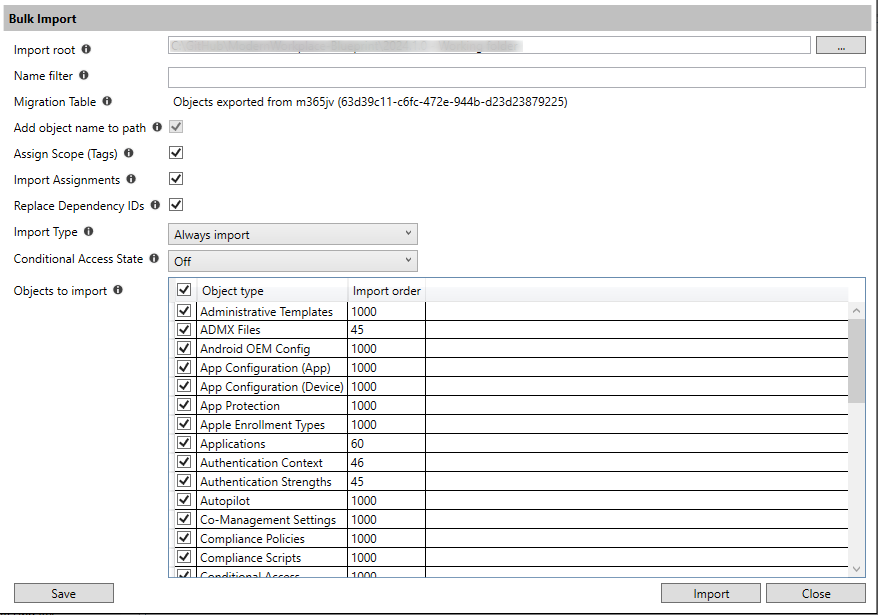 Bulk Import
Import root
...
Name filter
Migration Table Objects exported from m365jv (63d39c11-c6fc-472e-944b-d23d23879225)
Add object name to path
Assign Scope (Tags)
Import Assignments
Replace Dependency IDs
Import Type Always import
Conditional Access State Off
Objects to import Object type Import order
Administrative Templates 1000
ADMX Files 45
Android OEM Config 1000
App Configuration (App) 1000
App Configuration (Device) 1000
App Protection 1000
Apple Enrollment Types 1000
Applications 60
Authentication Context 46
Authentication Strengths 45
Autopilot 1000
Co-Management Settings 1000
Compliance Policies 1000
Compliance Scripts 1000
Conditional Access 1000
Save Import Close